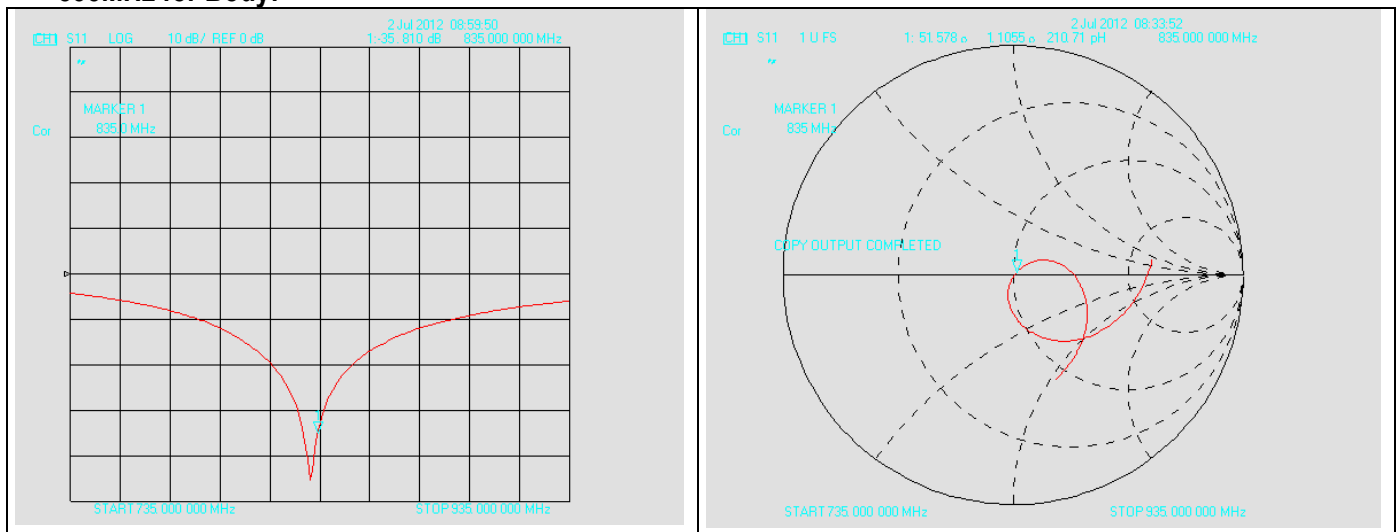 2 Jul 2012 08:59:50
CH1 S11 LOG 10 dB/ REF 0 dB 1:-35.810 dB 835.000 000 MHz
MARKER 1
835.0 MHz
Cor
1
START 735.000 000 MHz STOP 935.000 000 MHz
2 Jul 2012 08:33:52
CH1 S11 1 U FS 1: 51.578 Ω 1.1055 Ω 210.71 pH 835.000 000 MHz
MARKER 1
835 MHz
Cor
COPY OUTPUT COMPLETED
1
START 735.000 000 MHz STOP 935.000 000 MHz